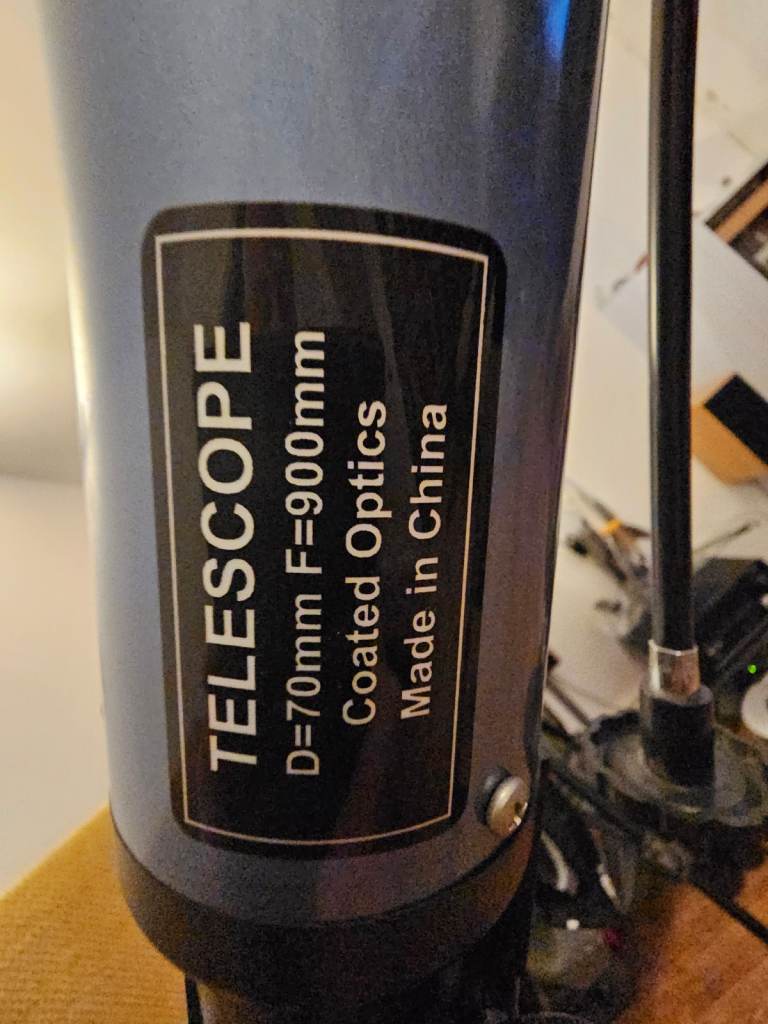 TELESCOPE
D=70mm F=900mm
Coated Optics
Made in China